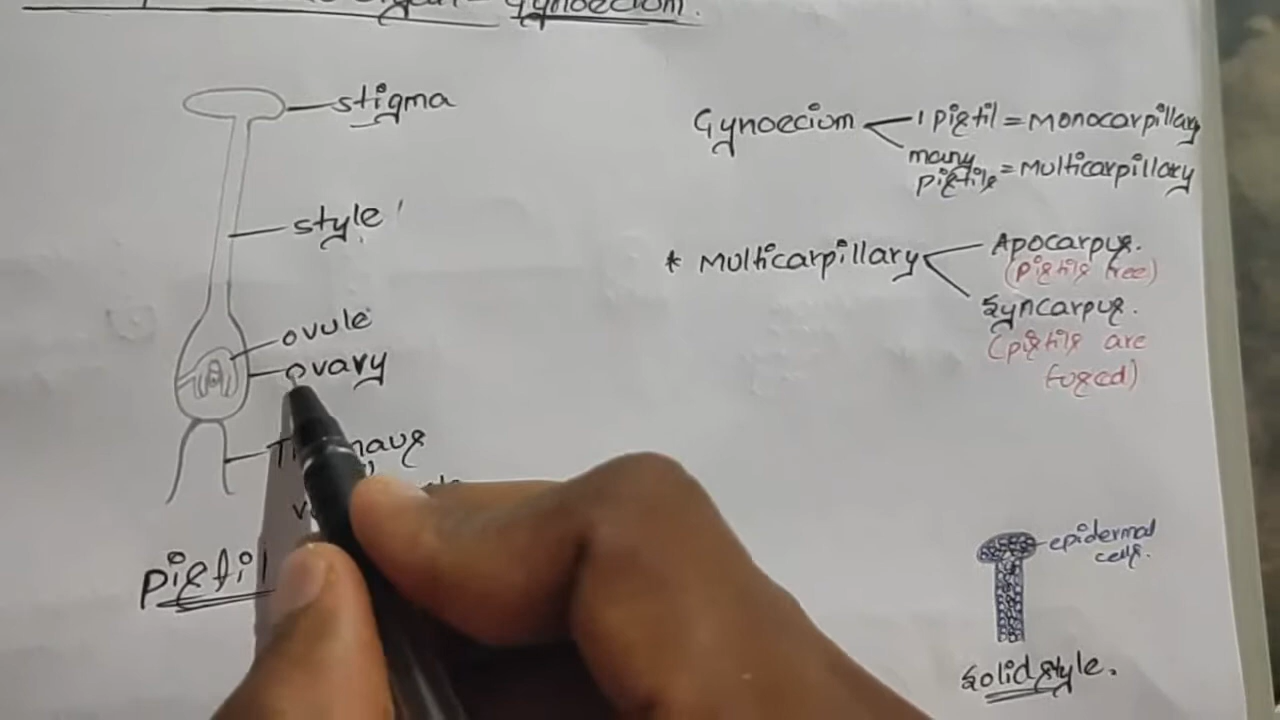 Gynoecium.
stigma
style
ovule
ovary
pistil
Gynoecium
1 pistil = Monocarpillary
many
pistils = Multicarpillary
* Multicarpillary
Apocarpus.
(pistils free)
Syncarpus.
(pistils are
fused)
epidermal
cells.
solid style.